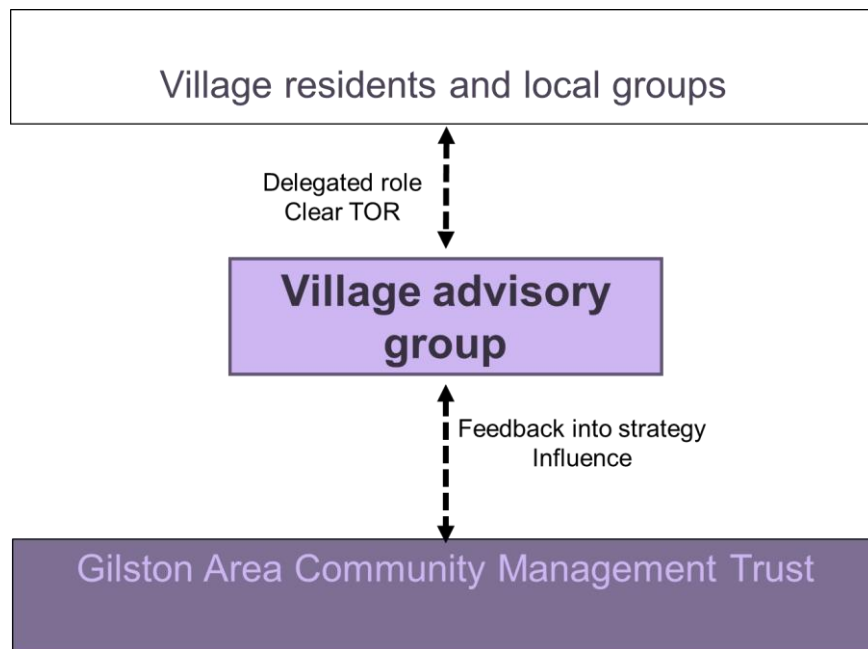 Village residents and local groups
Delegated role
Clear TOR
Village advisory
group
Feedback into strategy
Influence
Gilston Area Community Management Trust